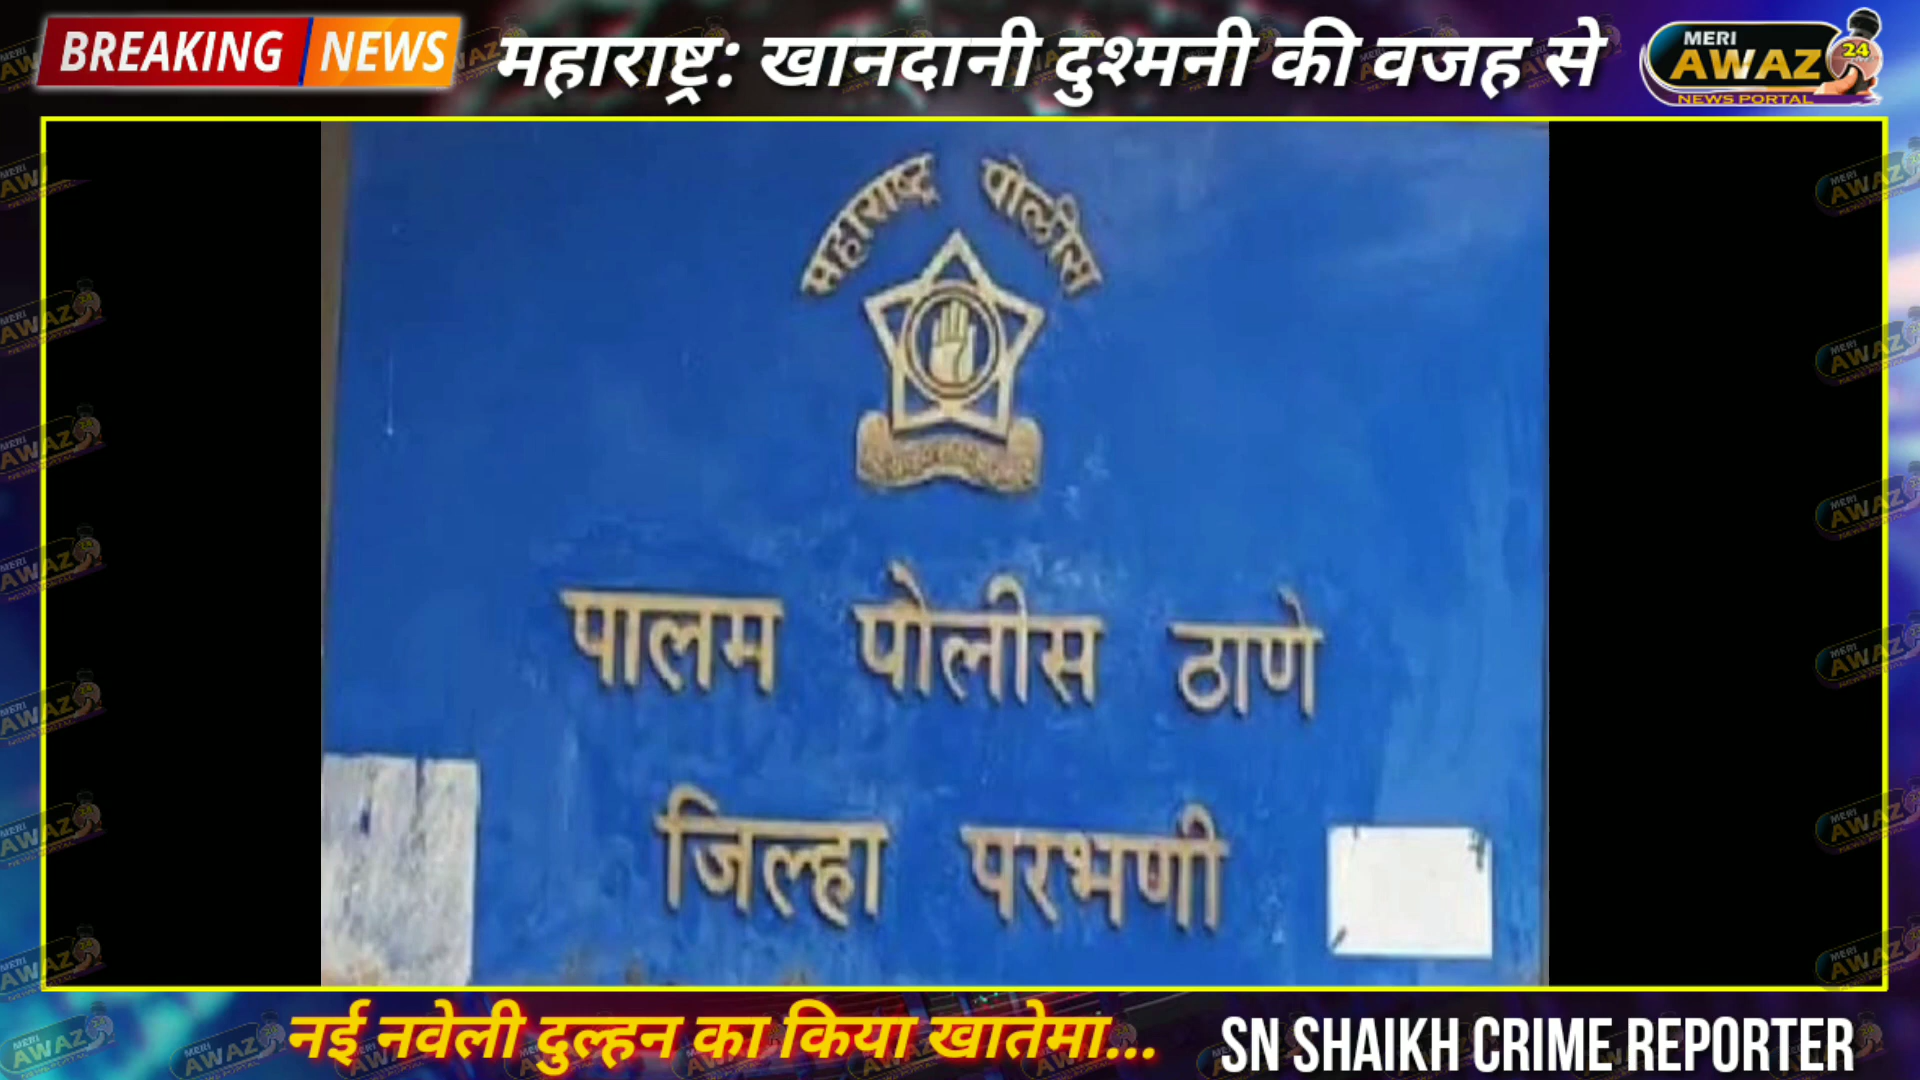 BREAKING NEWS
महाराष्ट्र: खानदानी दुश्मनी की वजह से
MERI
AWAZ 24
NEWS PORTAL
महाराष्ट्र पोलीस
पालम पोलीस ठाणे
जिल्हा परभणी
नई नवेली दुल्हन का किया खातेमा...
SN SHAIKH CRIME REPORTER